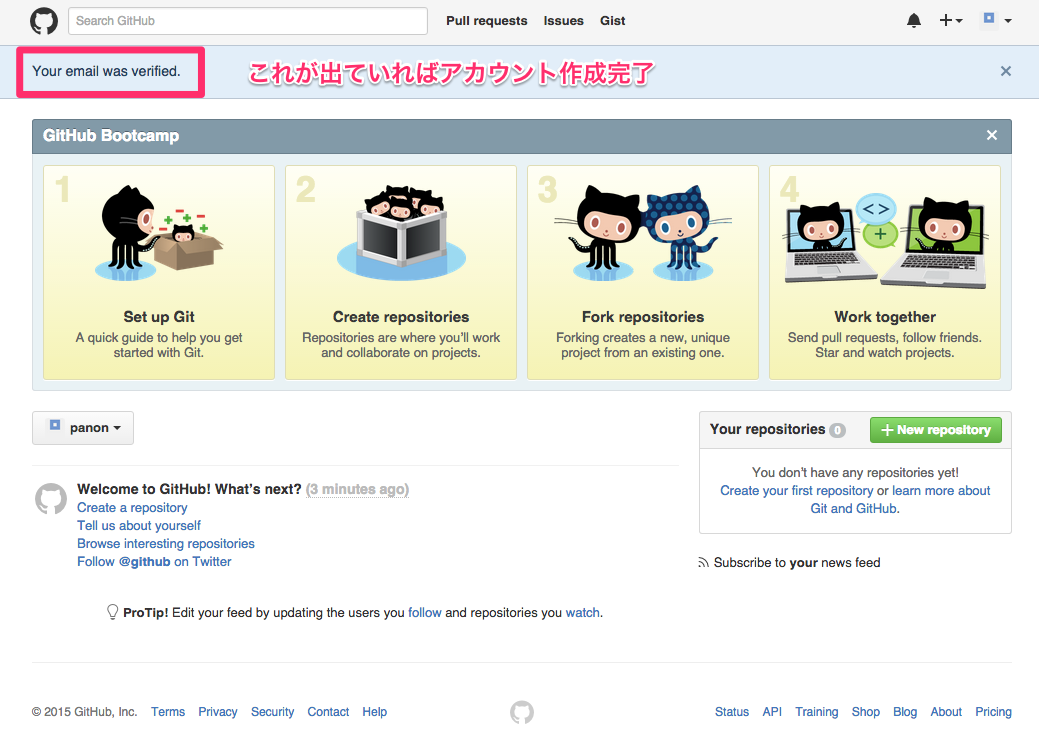 Search GitHub
Pull requests
Issues
Gist
Your email was verified.
これが出ていればアカウント作成完了
GitHub Bootcamp
1
Set up Git
A quick guide to help you get
started with Git.
2
Create repositories
Repositories are where you'll work
and collaborate on projects.
3
Fork repositories
Forking creates a new, unique
project from an existing one.
4
Work together
Send pull requests, follow friends.
Star and watch projects.
panon
Welcome to GitHub! What's next? (3 minutes ago)
Create a repository
Tell us about yourself
Browse interesting repositories
Follow @github on Twitter
ProTip! Edit your feed by updating the users you follow and repositories you watch.
Your repositories 0
+ New repository
You don't have any repositories yet!
Create your first repository or learn more about
Git and GitHub.
Subscribe to your news feed
© 2015 GitHub, Inc. Terms Privacy Security Contact Help
Status API Training Shop Blog About Pricing